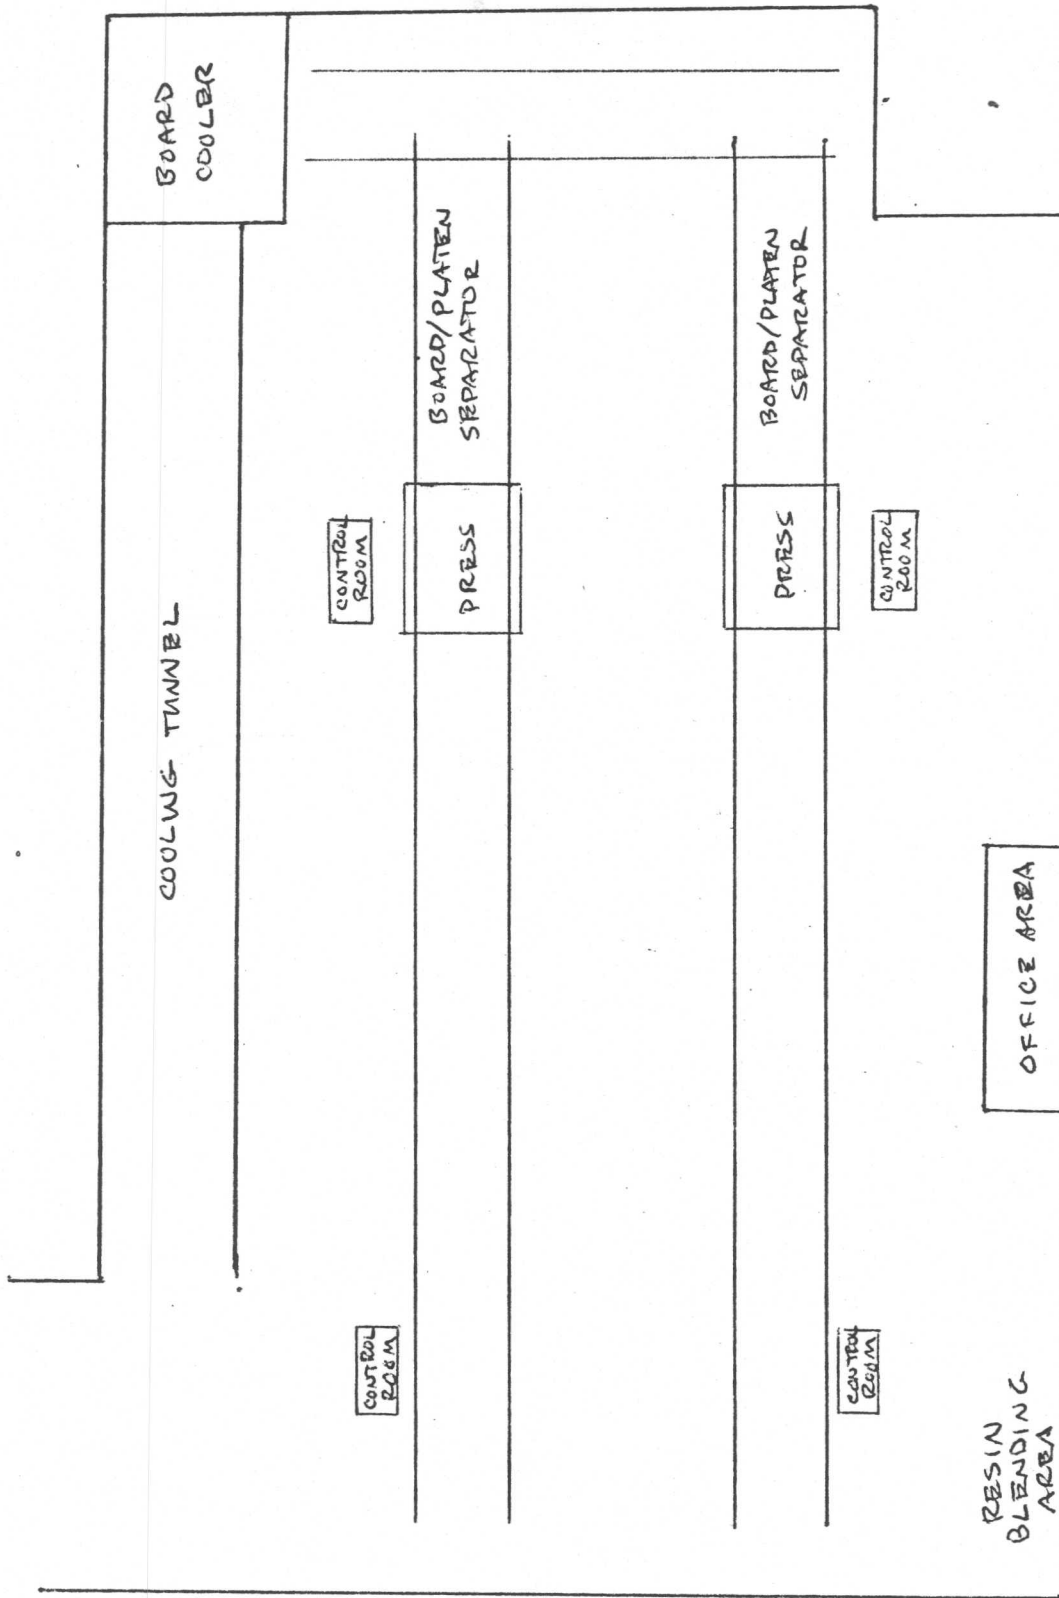 BOARD
COOLER
COOLING TUNNEL
CONTROL
ROOM
CONTROL
ROOM
BOARD/PLATEN
SEPARATOR
PRESS
BOARD/PLATEN
SEPARATOR
PRESS
CONTROL
ROOM
CONTROL
ROOM
OFFICE AREA
RESIN
BLENDING
AREA